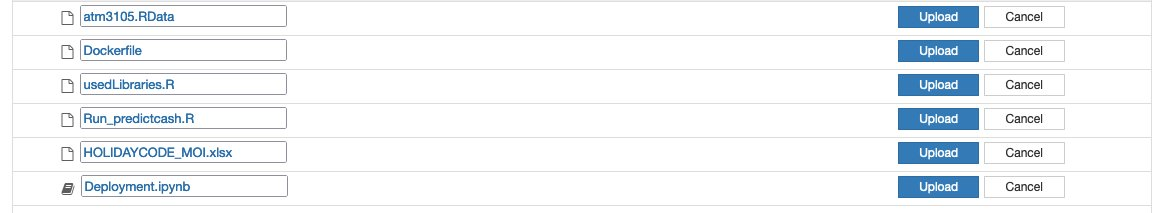 atm3105.RData Upload Cancel
Dockerfile Upload Cancel
usedLibraries.R Upload Cancel
Run_predictcash.R Upload Cancel
HOLIDAYCODE_MOI.xlsx Upload Cancel
Deployment.ipynb Upload Cancel